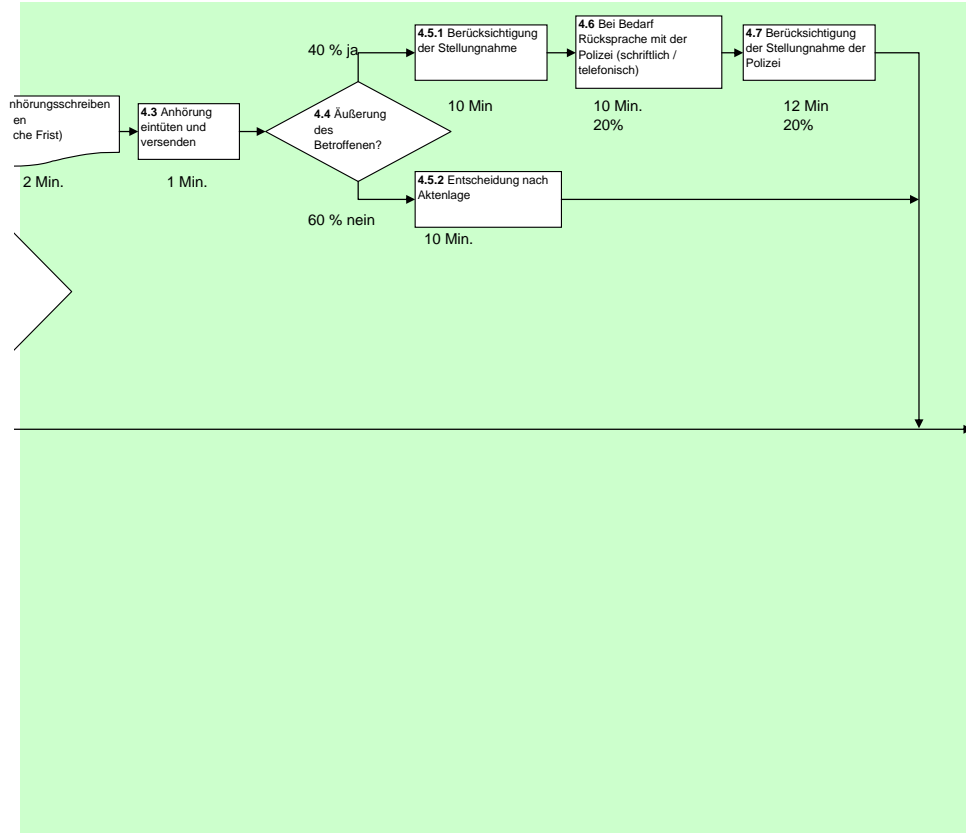 nhörungsschreiben
en
che Frist)
2 Min.
4.3 Anhörung
eintüten und
versenden
1 Min.
4.4 Äußerung
des
Betroffenen?
40 % ja
4.5.1 Berücksichtigung
der Stellungnahme
10 Min
4.6 Bei Bedarf
Rücksprache mit der
Polizei (schriftlich /
telefonisch)
10 Min.
20%
4.7 Berücksichtigung
der Stellungnahme der
Polizei
12 Min
20%
60 % nein
4.5.2 Entscheidung nach
Aktenlage
10 Min.